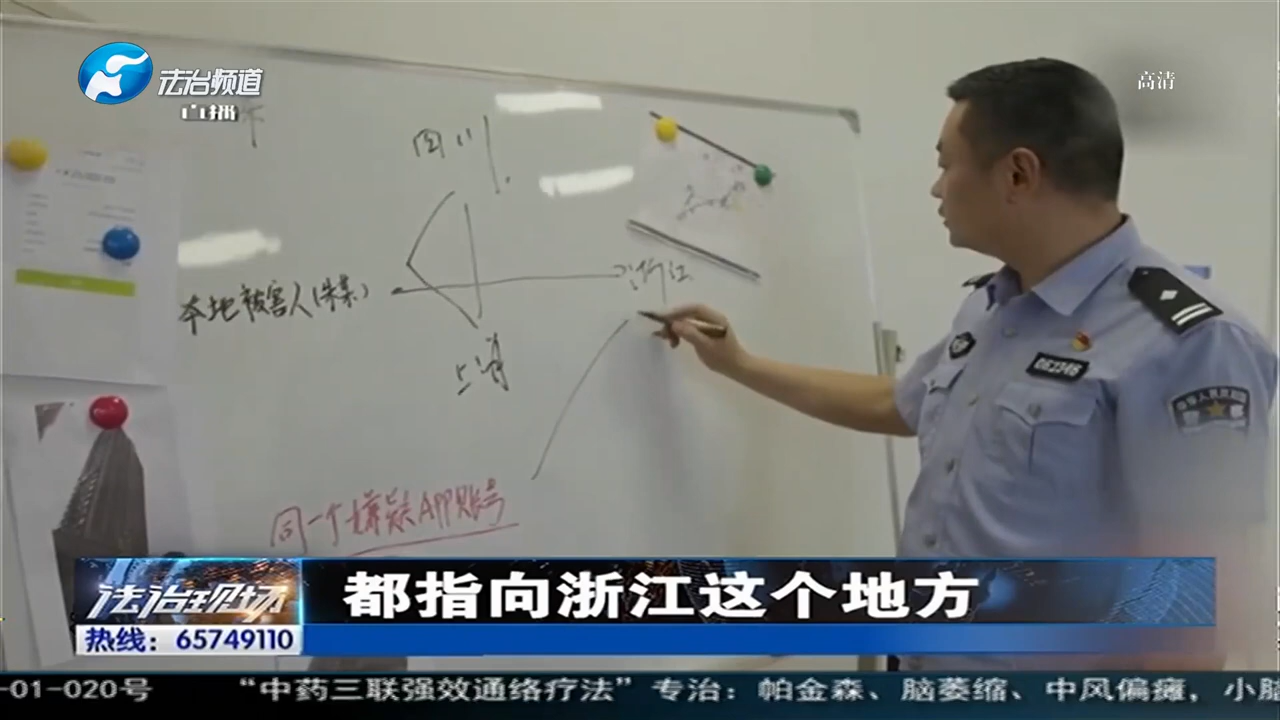 法治频道
直播
高清
四川
浙江
本地被害人(朱某)
上海
同一个嫌疑APP账号
法治现场
都指向浙江这个地方
热线：65749110
-01-020号 “中药三联强效通络疗法”专治：帕金森、脑萎缩、中风偏瘫，小脑